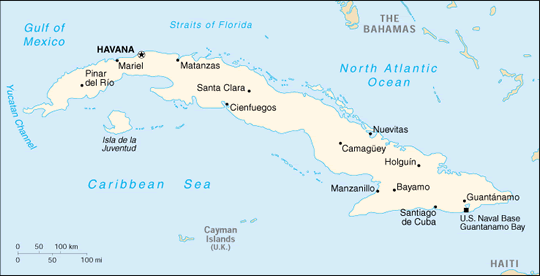 Gulf of
Mexico
Straits of Florida
THE
BAHAMAS
HAVANA
Mariel
Matanzas
Pinar
del Río
Santa Clara
Cienfuegos
North Atlantic
Ocean
Yucatan Channel
Isla de la
Juventud
Nuevitas
Camagüey
Holguín
Caribbean Sea
Manzanillo
Bayamo
Guantánamo
Santiago
de Cuba
U.S. Naval Base
Guantanamo Bay
Cayman
Islands
(U.K.)
0 50 100 km
0 50 100 mi
HAITI